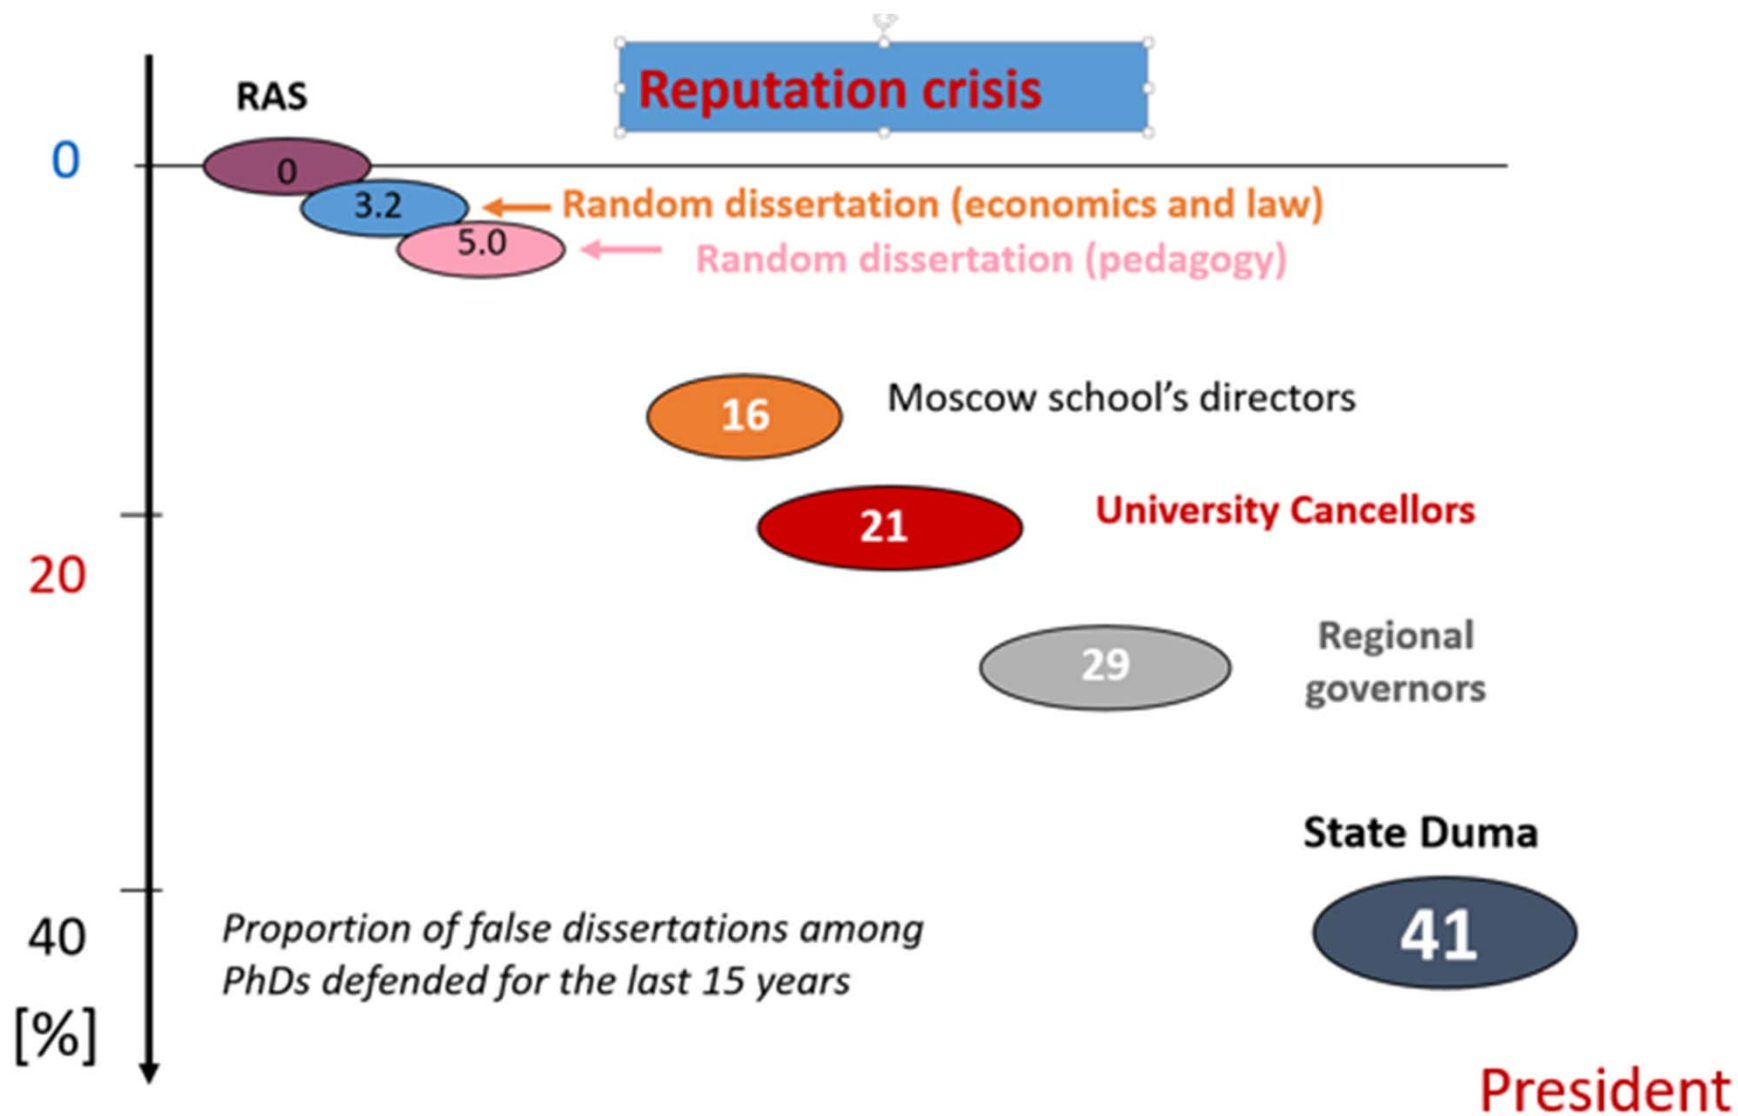 Reputation crisis
RAS
0
0
3.2
Random dissertation (economics and law)
5.0
Random dissertation (pedagogy)
16
Moscow school’s directors
21
University Cancellors
20
29
Regional
governors
State Duma
41
40
Proportion of false dissertations among
PhDs defended for the last 15 years
[%]
President